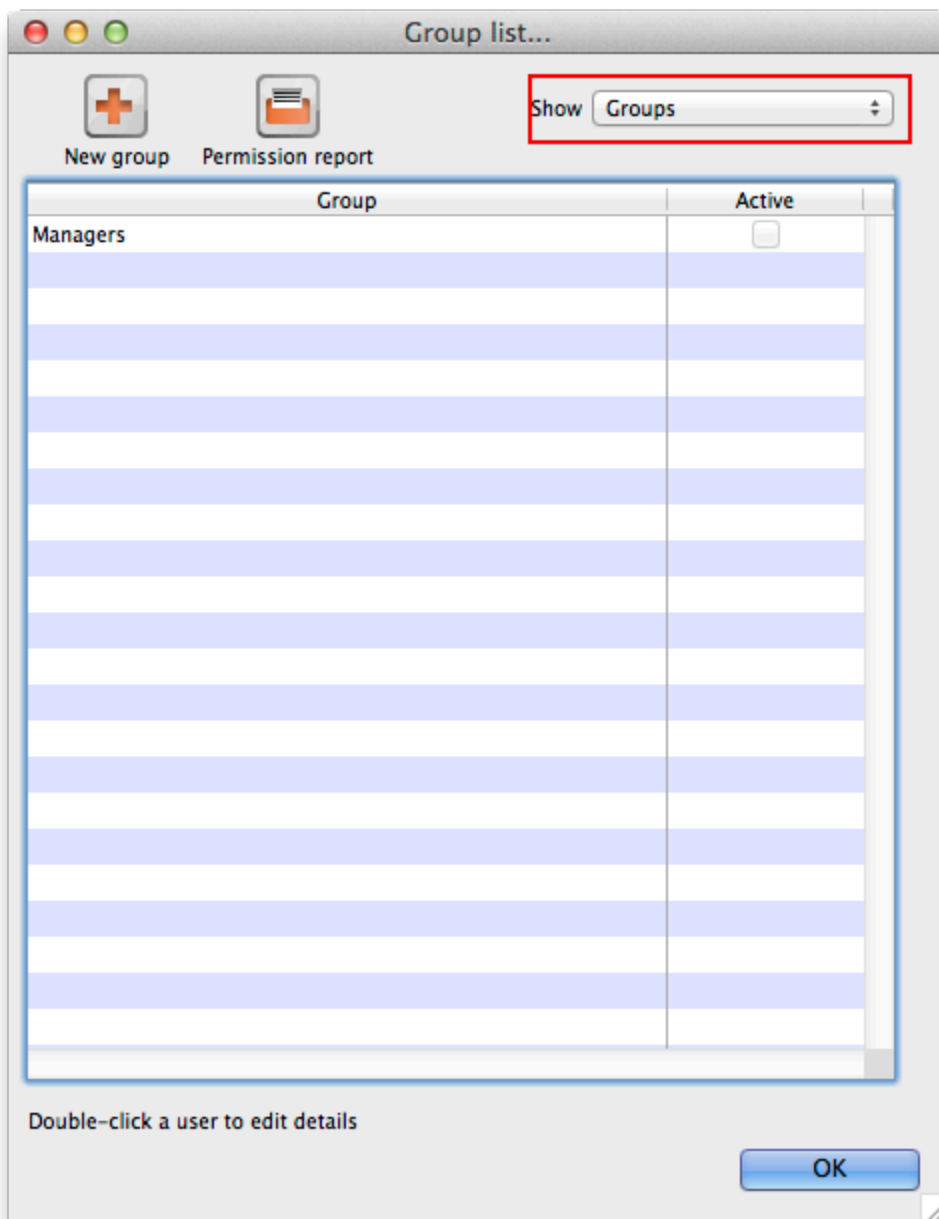 Group list...
Show Groups
New group Permission report
Group Active
Managers
Double-click a user to edit details
OK